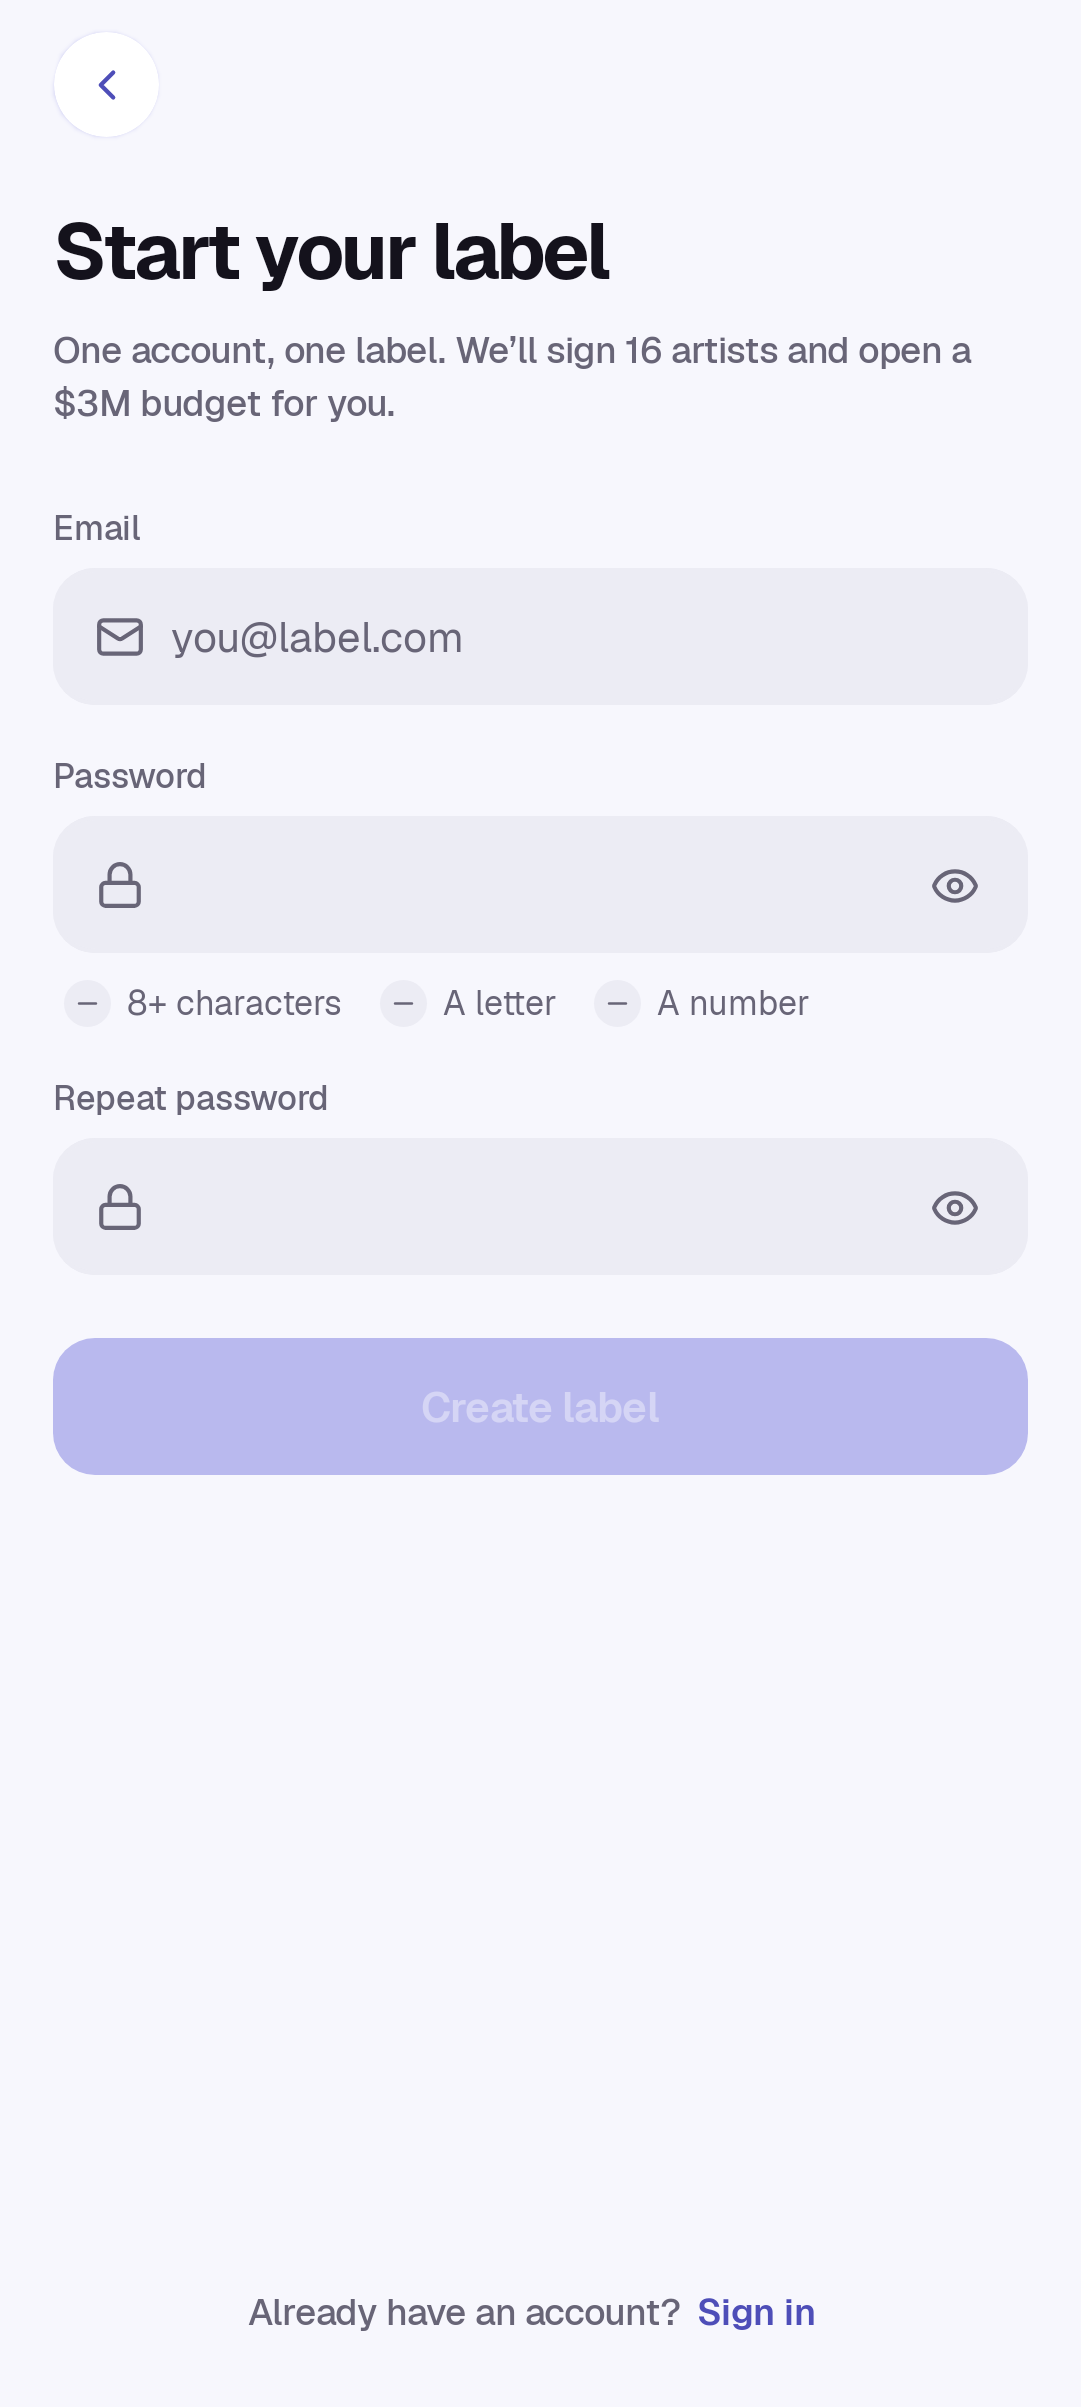 Start your label
One account, one label. We’ll sign 16 artists and open a
$3M budget for you.
Email
you@label.com
Password
8+ characters A letter A number
Repeat password
Create label
Already have an account? Sign in